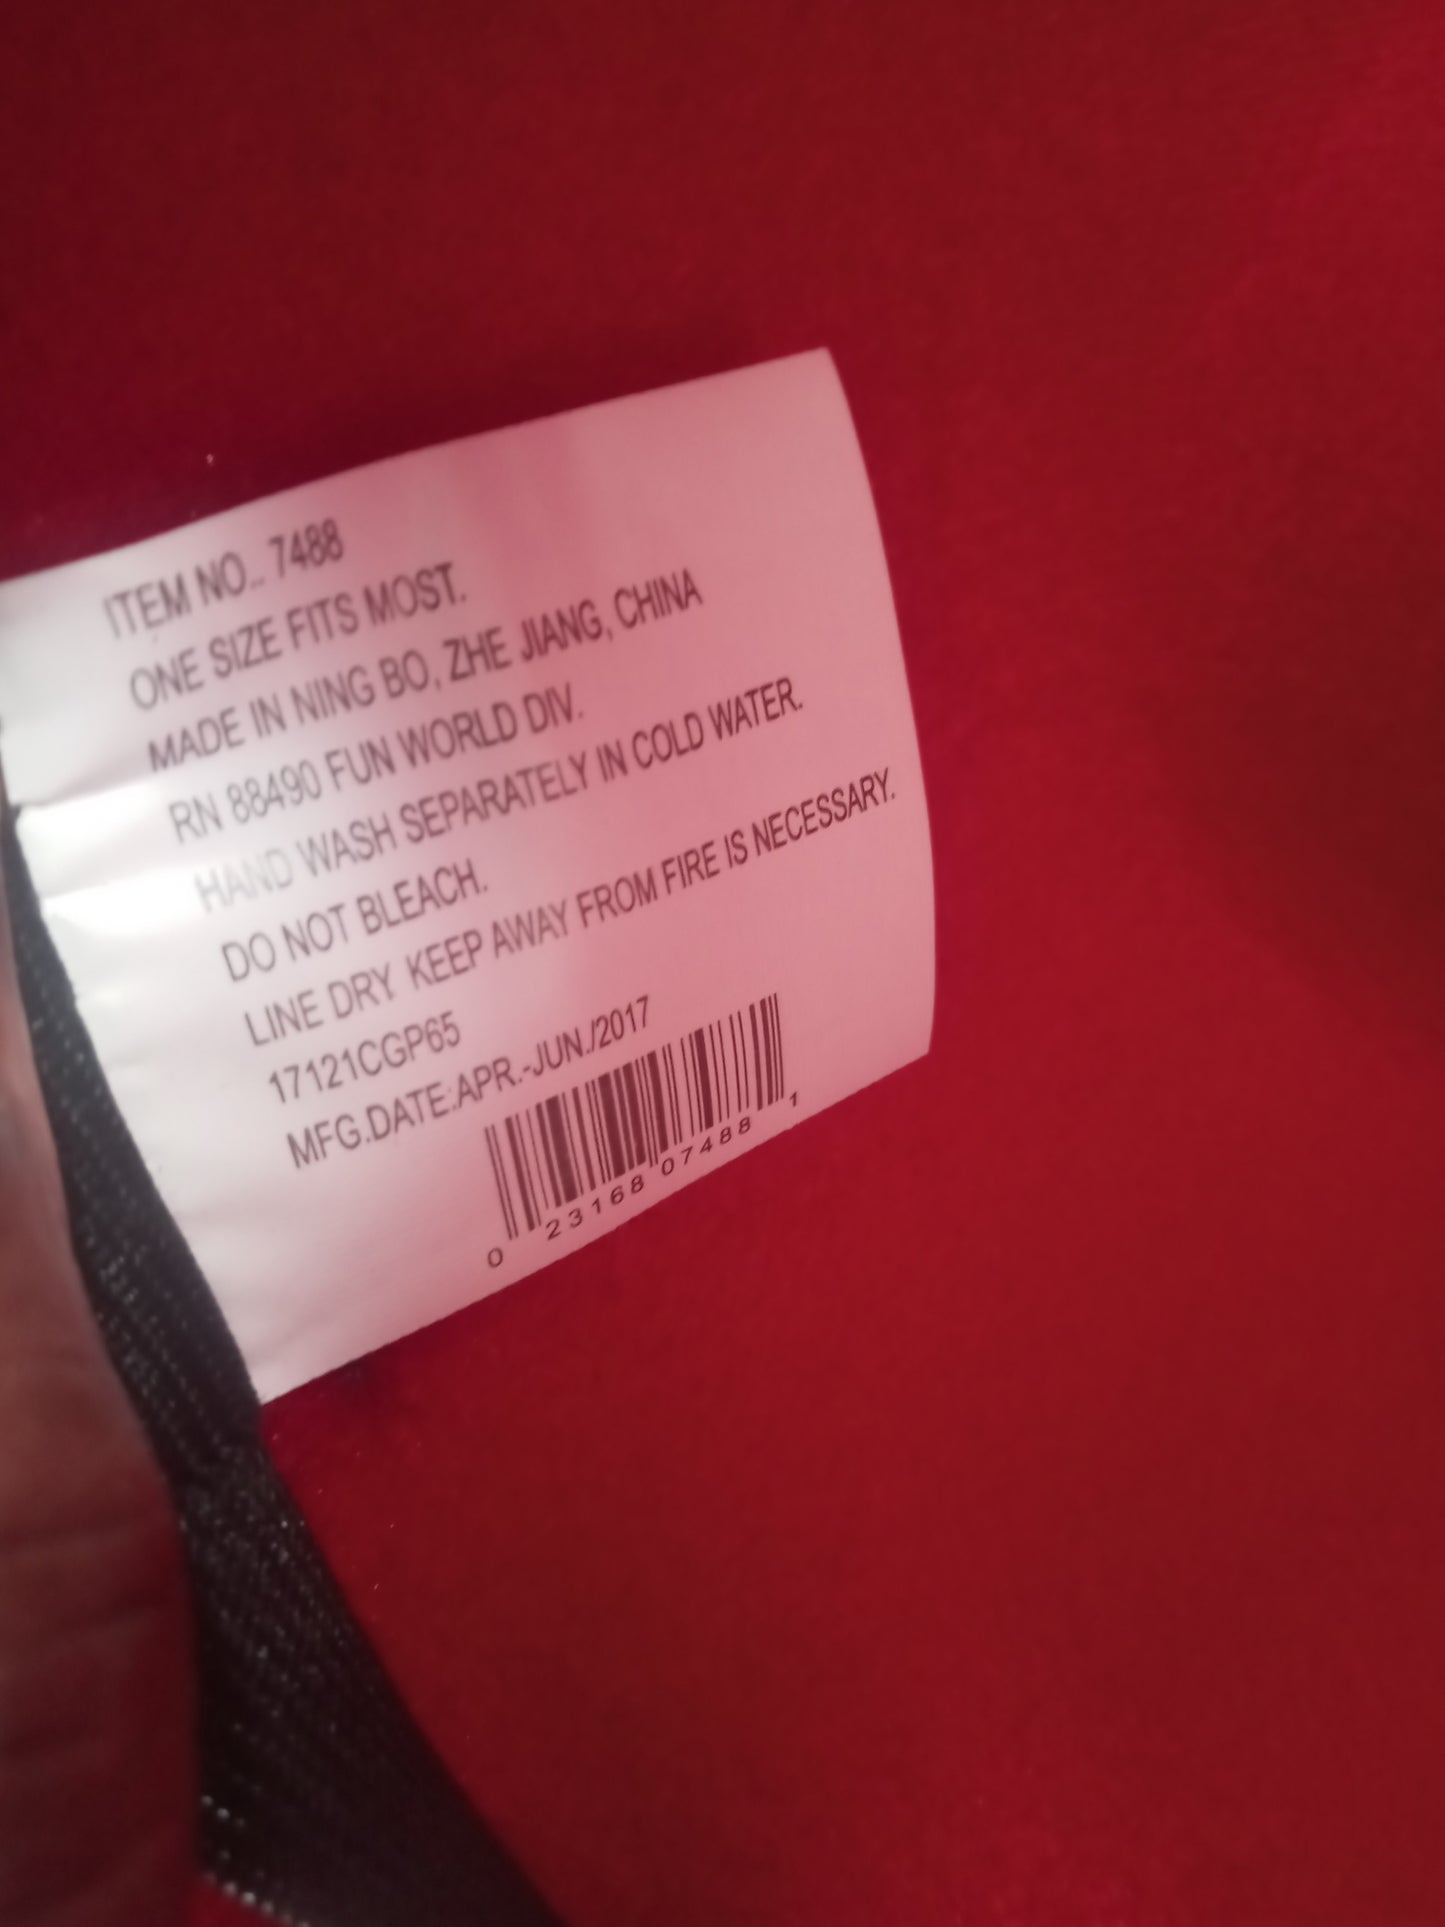 ITEM NO.. 7488
ONE SIZE FITS MOST.
MADE IN NING BO, ZHE JIANG, CHINA
RN 88490 FUN WORLD DIV.
HAND WASH SEPARATELY IN COLD WATER.
DO NOT BLEACH.
LINE DRY. KEEP AWAY FROM FIRE IS NECESSARY.
17121CGP65
MFG.DATE:APR.-JUN./2017
0 23168 07488 1